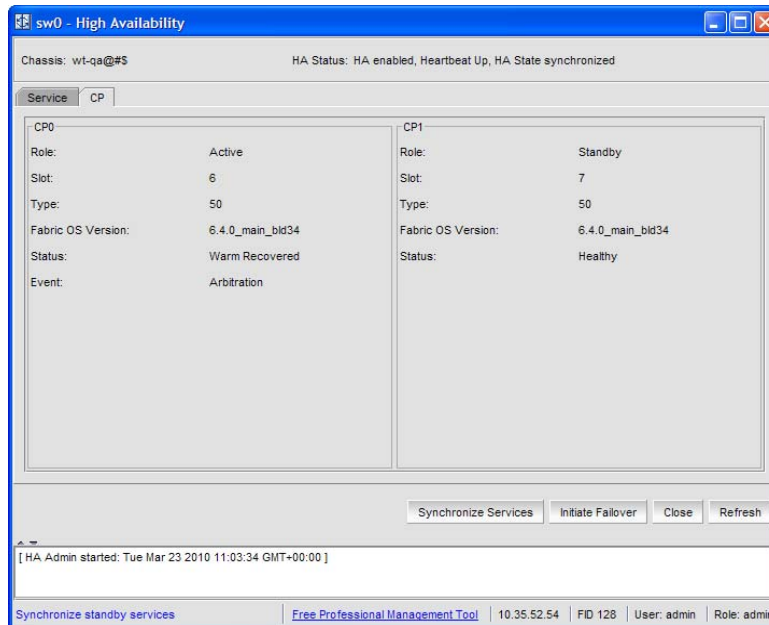 sw0 - High Availability
Chassis: wt-qa@#$ HA Status: HA enabled, Heartbeat Up, HA State synchronized
Service CP
CP0
Role: Active
Slot: 6
Type: 50
Fabric OS Version: 6.4.0_main_bld34
Status: Warm Recovered
Event: Arbitration
CP1
Role: Standby
Slot: 7
Type: 50
Fabric OS Version: 6.4.0_main_bld34
Status: Healthy
Synchronize Services Initiate Failover Close Refresh
[ HA Admin started: Tue Mar 23 2010 11:03:34 GMT+00:00 ]
Synchronize standby services Free Professional Management Tool 10.35.52.54 FID 128 User: admin Role: admin